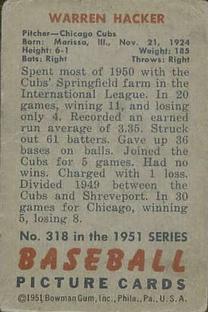 WARREN HACKER
Pitcher—Chicago Cubs
Born: Marissa, Ill., Nov. 21, 1924
Height: 6-1 Weight: 185
Bats: Right Throws: Right
Spent most of 1950 with the
Cubs' Springfield farm in the
International League. In 20
games, wining 11, and losing
only 4. Recorded an earned
run average of 3.35. Struck
out 61 batters. Gave up 36
bases on balls. Joined the
Cubs for 5 games. Had no
wins. Charged with 1 loss.
Divided 1949 between the
Cubs and Shreveport. In 30
games for Chicago, winning
5, losing 8.
No. 318 in the 1951 SERIES
BASEBALL
PICTURE CARDS
©1951 Bowman Gum, Inc., Phila., Pa., U. S. A.